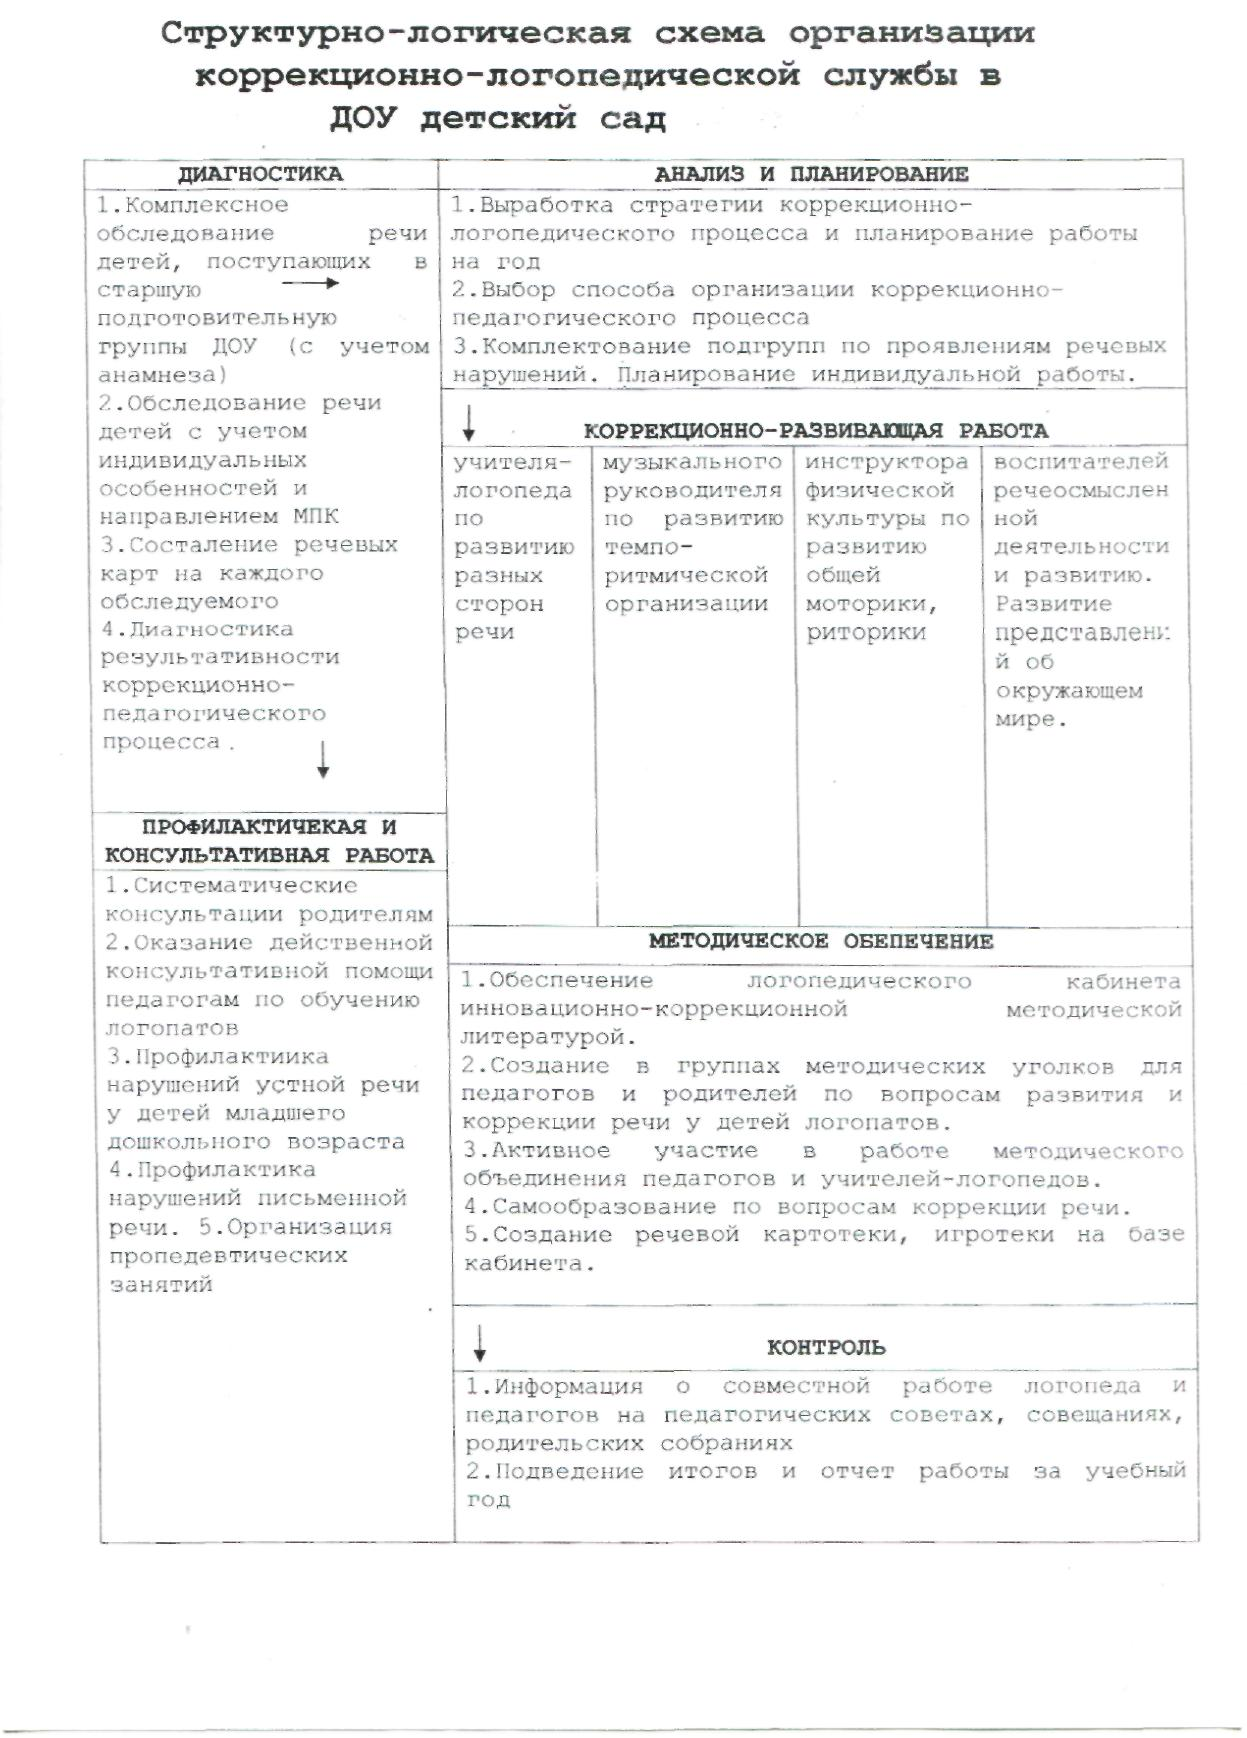 Структурно-логическая схема организации
коррекционно-логопедической службы в
ДОУ детский сад
ДИАГНОСТИКА
1.Комплексное
обследование речи
детей, поступающих в
старшую
подготовительную
группы ДОУ (с учетом
анамнеза)
2.Обследование речи
детей с учетом
индивидуальных
особенностей и
направлением МПК
3.Состаление речевых
карт на каждого
обследуемого
4.Диагностика
результативности
коррекционно-
педагогического
процесса.
ПРОФИЛАКТИЧЕКАЯ И
КОНСУЛЬТАТИВНАЯ РАБОТА
1.Систематические
консультации родителям
2.Оказание действенной
консультативной помощи
педагогам по обучению
логопатов
3.Профилактиика
нарушений устной речи
у детей младшего
дошкольного возраста
4.Профилактика
нарушений письменной
речи. 5.Организация
пропедевтических
занятий
АНАЛИЗ И ПЛАНИРОВАНИЕ
1.Выработка стратегии коррекционно-
логопедического процесса и планирование работы
на год
2.Выбор способа организации коррекционно-
педагогического процесса
3.Комплектование подгрупп по проявлениям речевых
нарушений. Планирование индивидуальной работы.
КОРРЕКЦИОННО-РАЗВИВАЮЩАЯ РАБОТА
учителя-
логопеда
по
развитию
разных
сторон
речи
музыкального
руководителя
по развитию
темпо-
ритмической
организации
инструктора
физической
культуры по
развитию
общей
моторики,
риторики
воспитателей
речеосмыслен
ной
деятельности
и развитию.
Развитие
представлени
й об
окружающем
мире.
МЕТОДИЧЕСКОЕ ОБЕПЕЧЕНИЕ
1.Обеспечение логопедического кабинета
инновационно-коррекционной методической
литературой.
2.Создание в группах методических уголков для
педагогов и родителей по вопросам развития и
коррекции речи у детей логопатов.
3.Активное участие в работе методического
объединения педагогов и учителей-логопедов.
4.Самообразование по вопросам коррекции речи.
5.Создание речевой картотеки, игротеки на базе
кабинета.
КОНТРОЛЬ
1.Информация о совместной работе логопеда и
педагогов на педагогических советах, совещаниях,
родительских собраниях
2.Подведение итогов и отчет работы за учебный
год